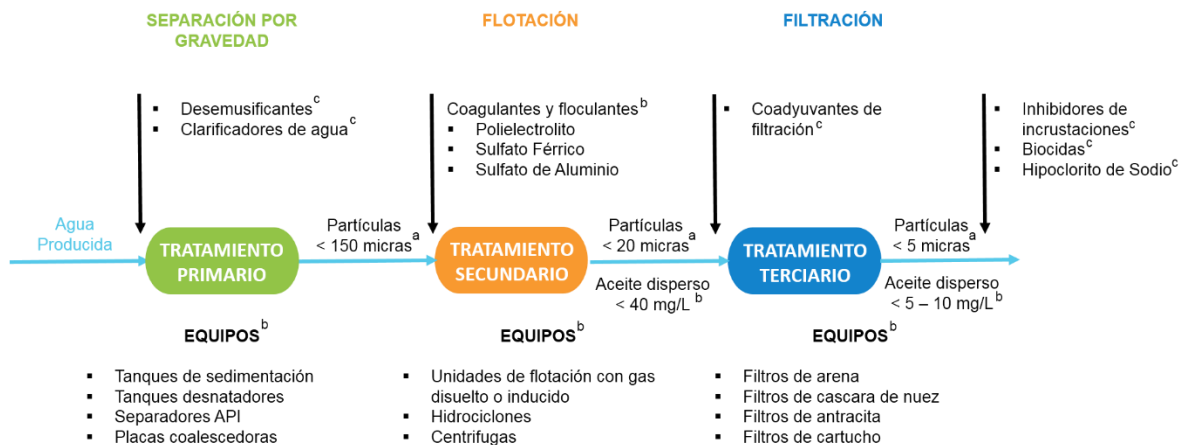 SEPARACIÓN POR
GRAVEDAD
FLOTACIÓN
FILTRACIÓN
▪ Desemusificantes^c
▪ Clarificadores de agua^c
Coagulantes y floculantes^b
▪ Polielectrolito
▪ Sulfato Férrico
▪ Sulfato de Aluminio
▪ Coadyuvantes de
filtración^c
▪ Inhibidores de
incrustaciones^c
▪ Biocidas^c
▪ Hipoclorito de Sodio^c
Agua
Producida
TRATAMIENTO
PRIMARIO
Partículas
< 150 micras^a
TRATAMIENTO
SECUNDARIO
Partículas
< 20 micras^a
Aceite disperso
< 40 mg/L^b
TRATAMIENTO
TERCIARIO
Partículas
< 5 micras^a
Aceite disperso
< 5 – 10 mg/L^b
EQUIPOS^b
▪ Tanques de sedimentación
▪ Tanques desnatadores
▪ Separadores API
▪ Placas coalescedoras
EQUIPOS^b
▪ Unidades de flotación con gas
disuelto o inducido
▪ Hidrociclones
▪ Centrifugas
EQUIPOS^b
▪ Filtros de arena
▪ Filtros de cascara de nuez
▪ Filtros de antracita
▪ Filtros de cartucho